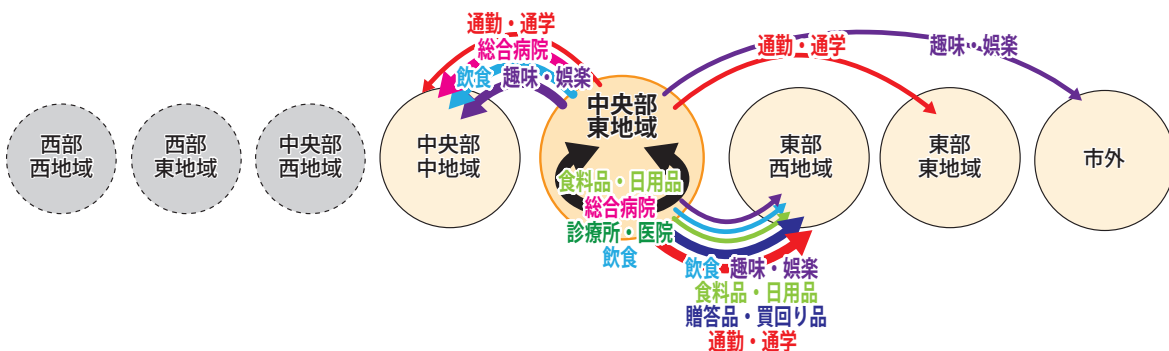 通勤・通学
総合病院
飲食 趣味・娯楽
通勤・通学
趣味・娯楽
西部
西地域
西部
東地域
中央部
西地域
中央部
中地域
中央部
東地域
東部
西地域
東部
東地域
市外
食料品・日用品
総合病院
診療所・医院
飲食
飲食 趣味・娯楽
食料品・日用品
贈答品・買回り品
通勤・通学